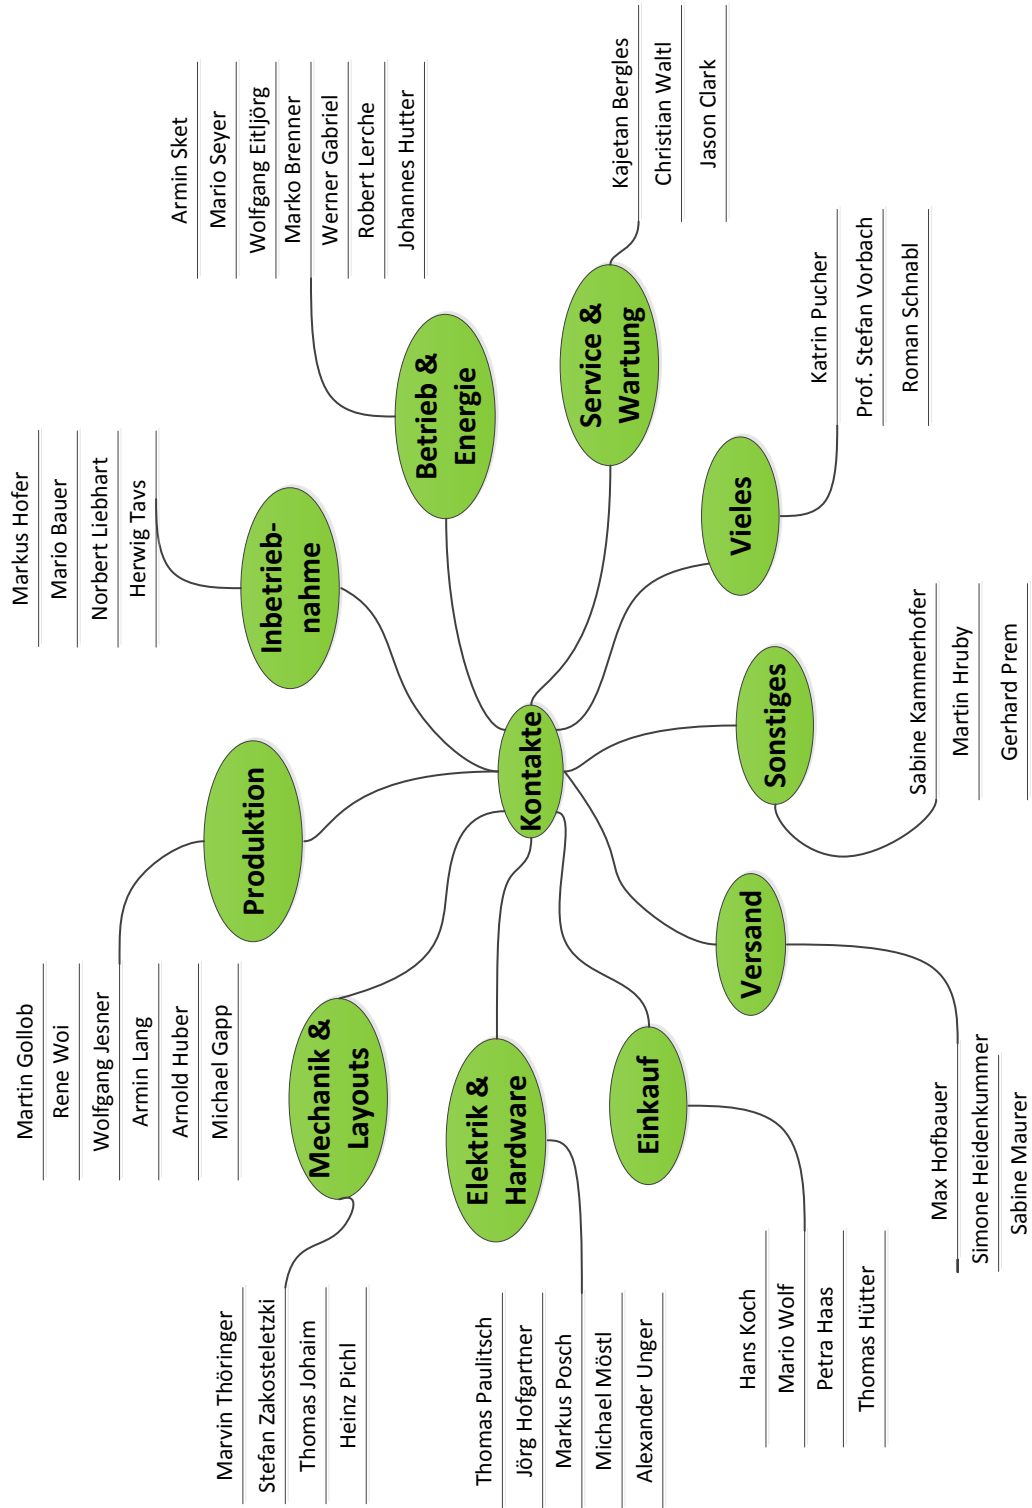 Kontakte
Mechanik &
Layouts
Marvin Thöringer
Stefan Zakosteletzki
Thomas Johaim
Heinz Pichl
Produktion
Martin Gollob
Rene Woi
Wolfgang Jesner
Armin Lang
Arnold Huber
Michael Gapp
Inbetrieb-
nahme
Markus Hofer
Mario Bauer
Norbert Liebhart
Herwig Tavs
Betrieb &
Energie
Armin Sket
Mario Seyer
Wolfgang Eitljörg
Marko Brenner
Werner Gabriel
Robert Lerche
Johannes Hutter
Service &
Wartung
Kajetan Bergles
Christian Waltl
Jason Clark
Vieles
Katrin Pucher
Prof. Stefan Vorbach
Roman Schnabl
Sonstiges
Sabine Kammerhofer
Martin Hruby
Gerhard Prem
Versand
Max Hofbauer
Simone Heidenkummer
Sabine Maurer
Einkauf
Hans Koch
Mario Wolf
Petra Haas
Thomas Hütter
Elektrik &
Hardware
Thomas Paulitsch
Jörg Hofgartner
Markus Posch
Michael Möstl
Alexander Unger